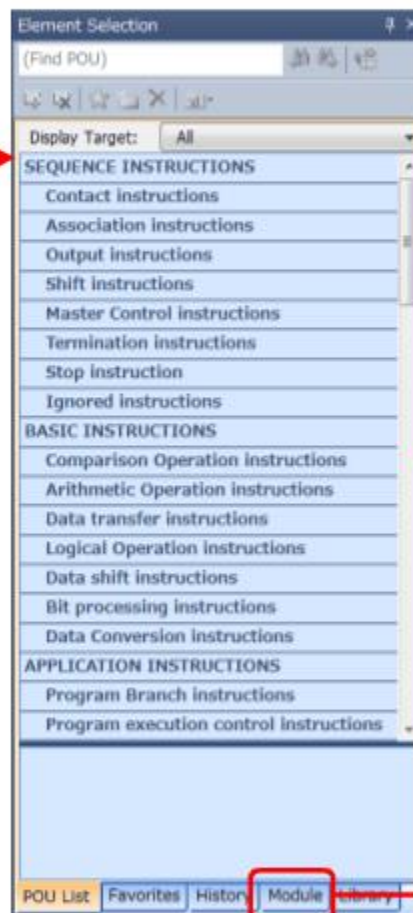 Element Selection
(Find POU)
Display Target: All
SEQUENCE INSTRUCTIONS
Contact instructions
Association instructions
Output instructions
Shift instructions
Master Control instructions
Termination instructions
Stop instruction
Ignored instructions
BASIC INSTRUCTIONS
Comparison Operation instructions
Arithmetic Operation instructions
Data transfer instructions
Logical Operation instructions
Data shift instructions
Bit processing instructions
Data Conversion instructions
APPLICATION INSTRUCTIONS
Program Branch instructions
Program execution control instructions
POU List Favorites History Module Library